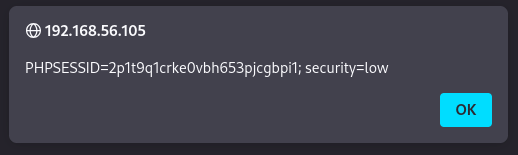 192.168.56.105
PHPSESSID=2p1t9q1crke0vbh653pjcgbpi1; security=low
OK